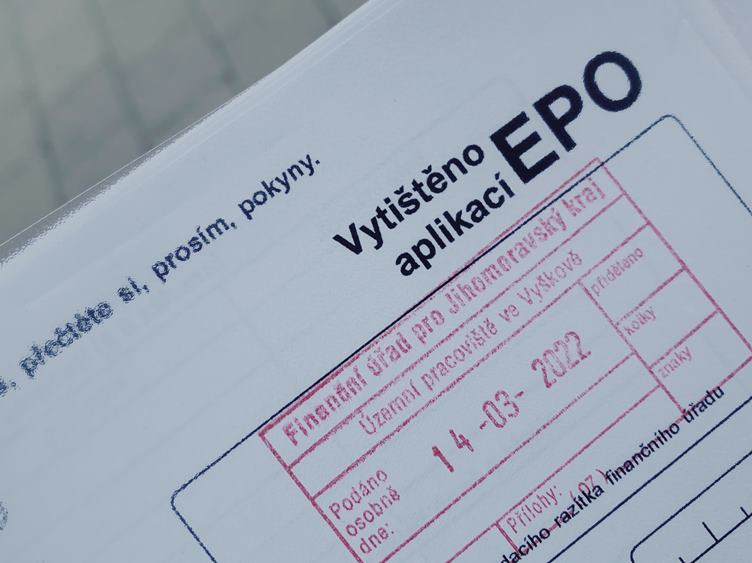 přečtěte si, prosím, pokyny.
Vytištěno
aplikací
EPO
Finanční úřad pro Jihomoravský kraj
Územní pracoviště ve Vyškově
přiděleno
14-03-2022
kolky
znaky
Podáno
osobně
dne:
Přílohy:
razítka finančního úřadu